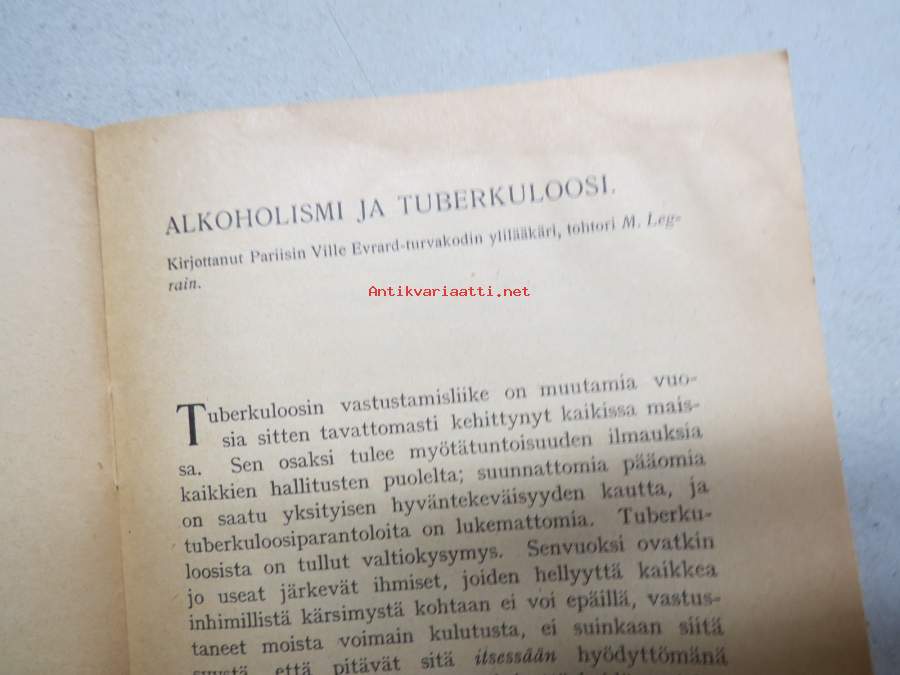 ALKOHOLISMI JA TUBERKULOOSI.
Kirjottanut Pariisin Ville Evrard-turvakodin ylilääkäri, tohtori M. Leg-
rain.
Antikvariaatti.net
Tuberkuloosin vastustamisliike on muutamia vuo-
sia sitten tavattomasti kehittynyt kaikissa mais-
sa. Sen osaksi tulee myötätuntoisuuden ilmauksia
kaikkien hallitusten puolelta; suunnattomia pääomia
on saatu yksityisen hyväntekeväisyyden kautta, ja
tuberkuloosiparantoloita on lukemattomia. Tuberku-
loosista on tullut valtiokysymys. Senvuoksi ovatkin
jo useat järkevät ihmiset, joiden hellyyttä kaikkea
inhimillistä kärsimystä kohtaan ei voi epäillä, vastus-
taneet moista voimain kulutusta, ei suinkaan siitä
syystä, että pitävät sitä itsessään hyödyttömänä